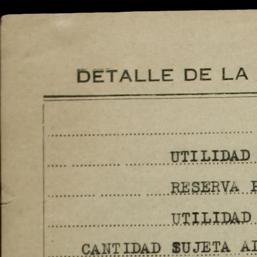 DETALLE DE LA
UTILIDAD
RESERVA
UTILIDAD
CANTIDAD SUJETA